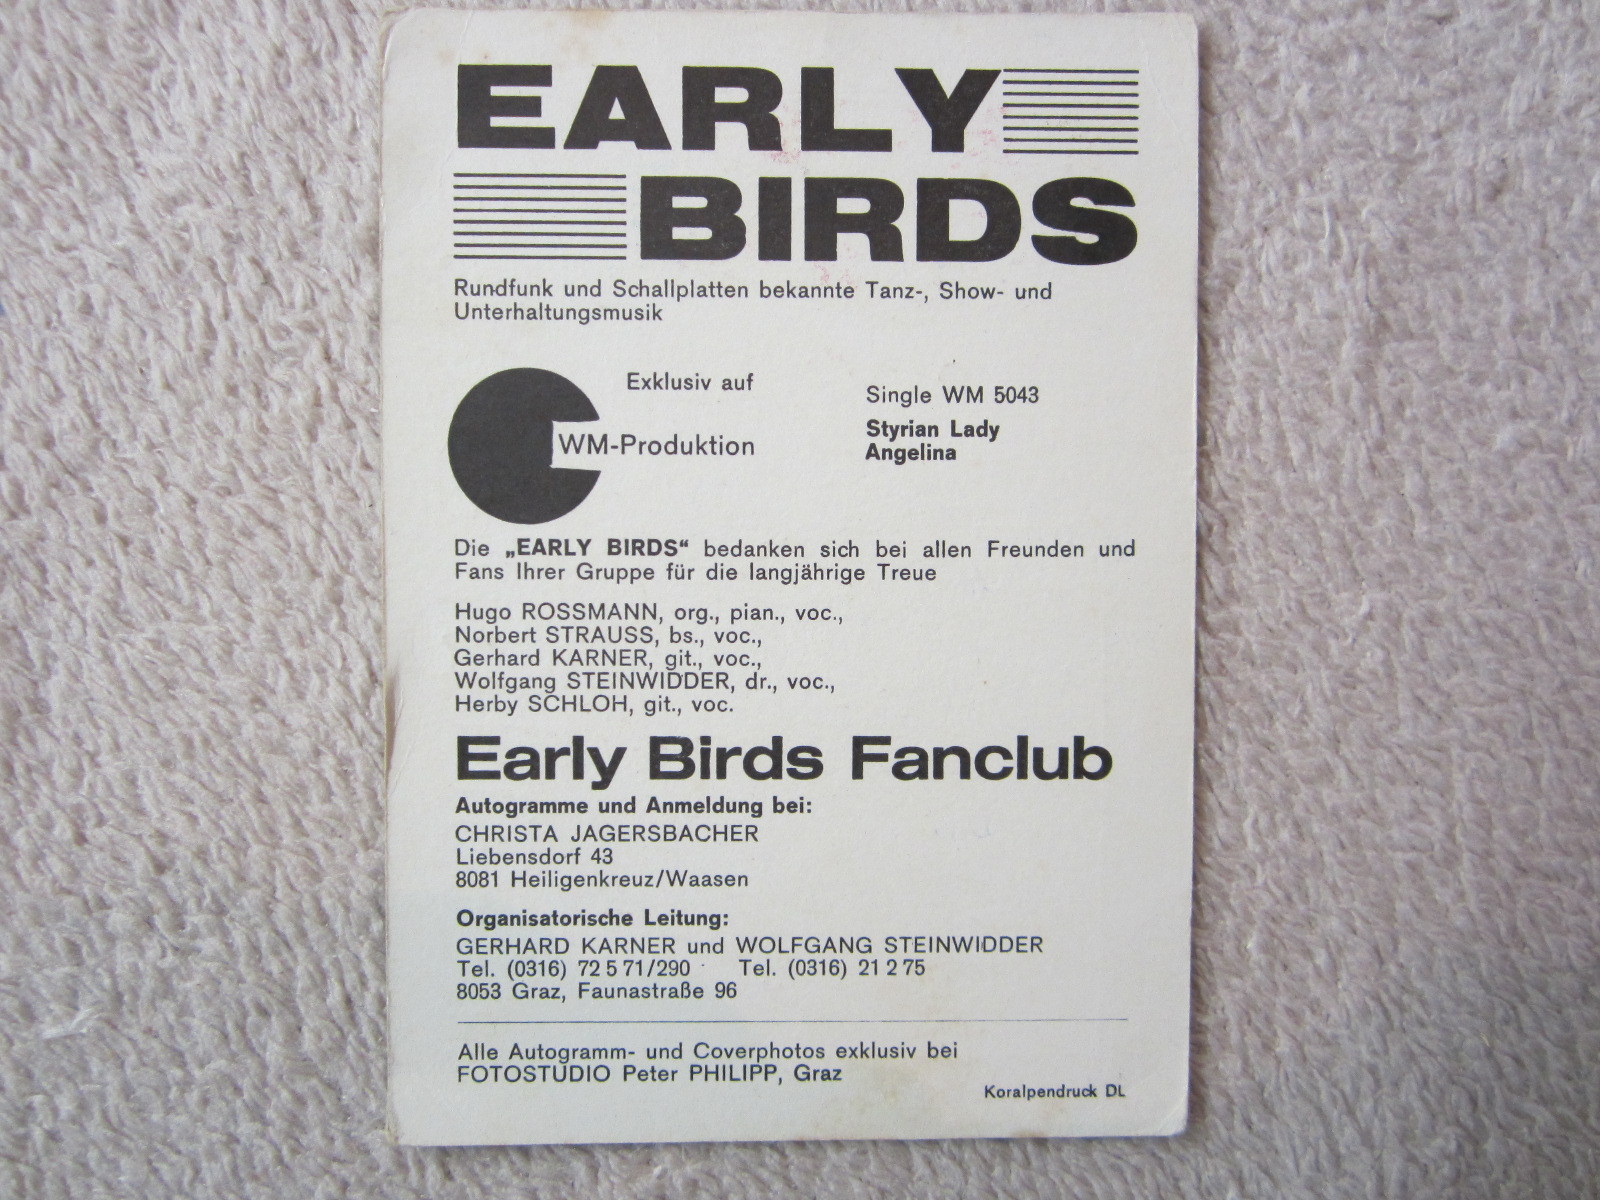 EARLY
BIRDS
Rundfunk und Schallplatten bekannte Tanz-, Show- und
Unterhaltungsmusik
Exklusiv auf
WM-Produktion
Single WM 5043
Styrian Lady
Angelina
Die „EARLY BIRDS“ bedanken sich bei allen Freunden und
Fans Ihrer Gruppe für die langjährige Treue
Hugo ROSSMANN, org., pian., voc.,
Norbert STRAUSS, bs., voc.,
Gerhard KARNER, git., voc.,
Wolfgang STEINWIDDER, dr., voc.,
Herby SCHLOH, git., voc.
Early Birds Fanclub
Autogramme und Anmeldung bei:
CHRISTA JAGERSBACHER
Liebensdorf 43
8081 Heiligenkreuz/Waasen
Organisatorische Leitung:
GERHARD KARNER und WOLFGANG STEINWIDDER
Tel. (0316) 72 5 71/290 Tel. (0316) 21 2 75
8053 Graz, Faunastraße 96
Alle Autogramm- und Coverphotos exklusiv bei
FOTOSTUDIO Peter PHILIPP, Graz
Koralpendruck DL